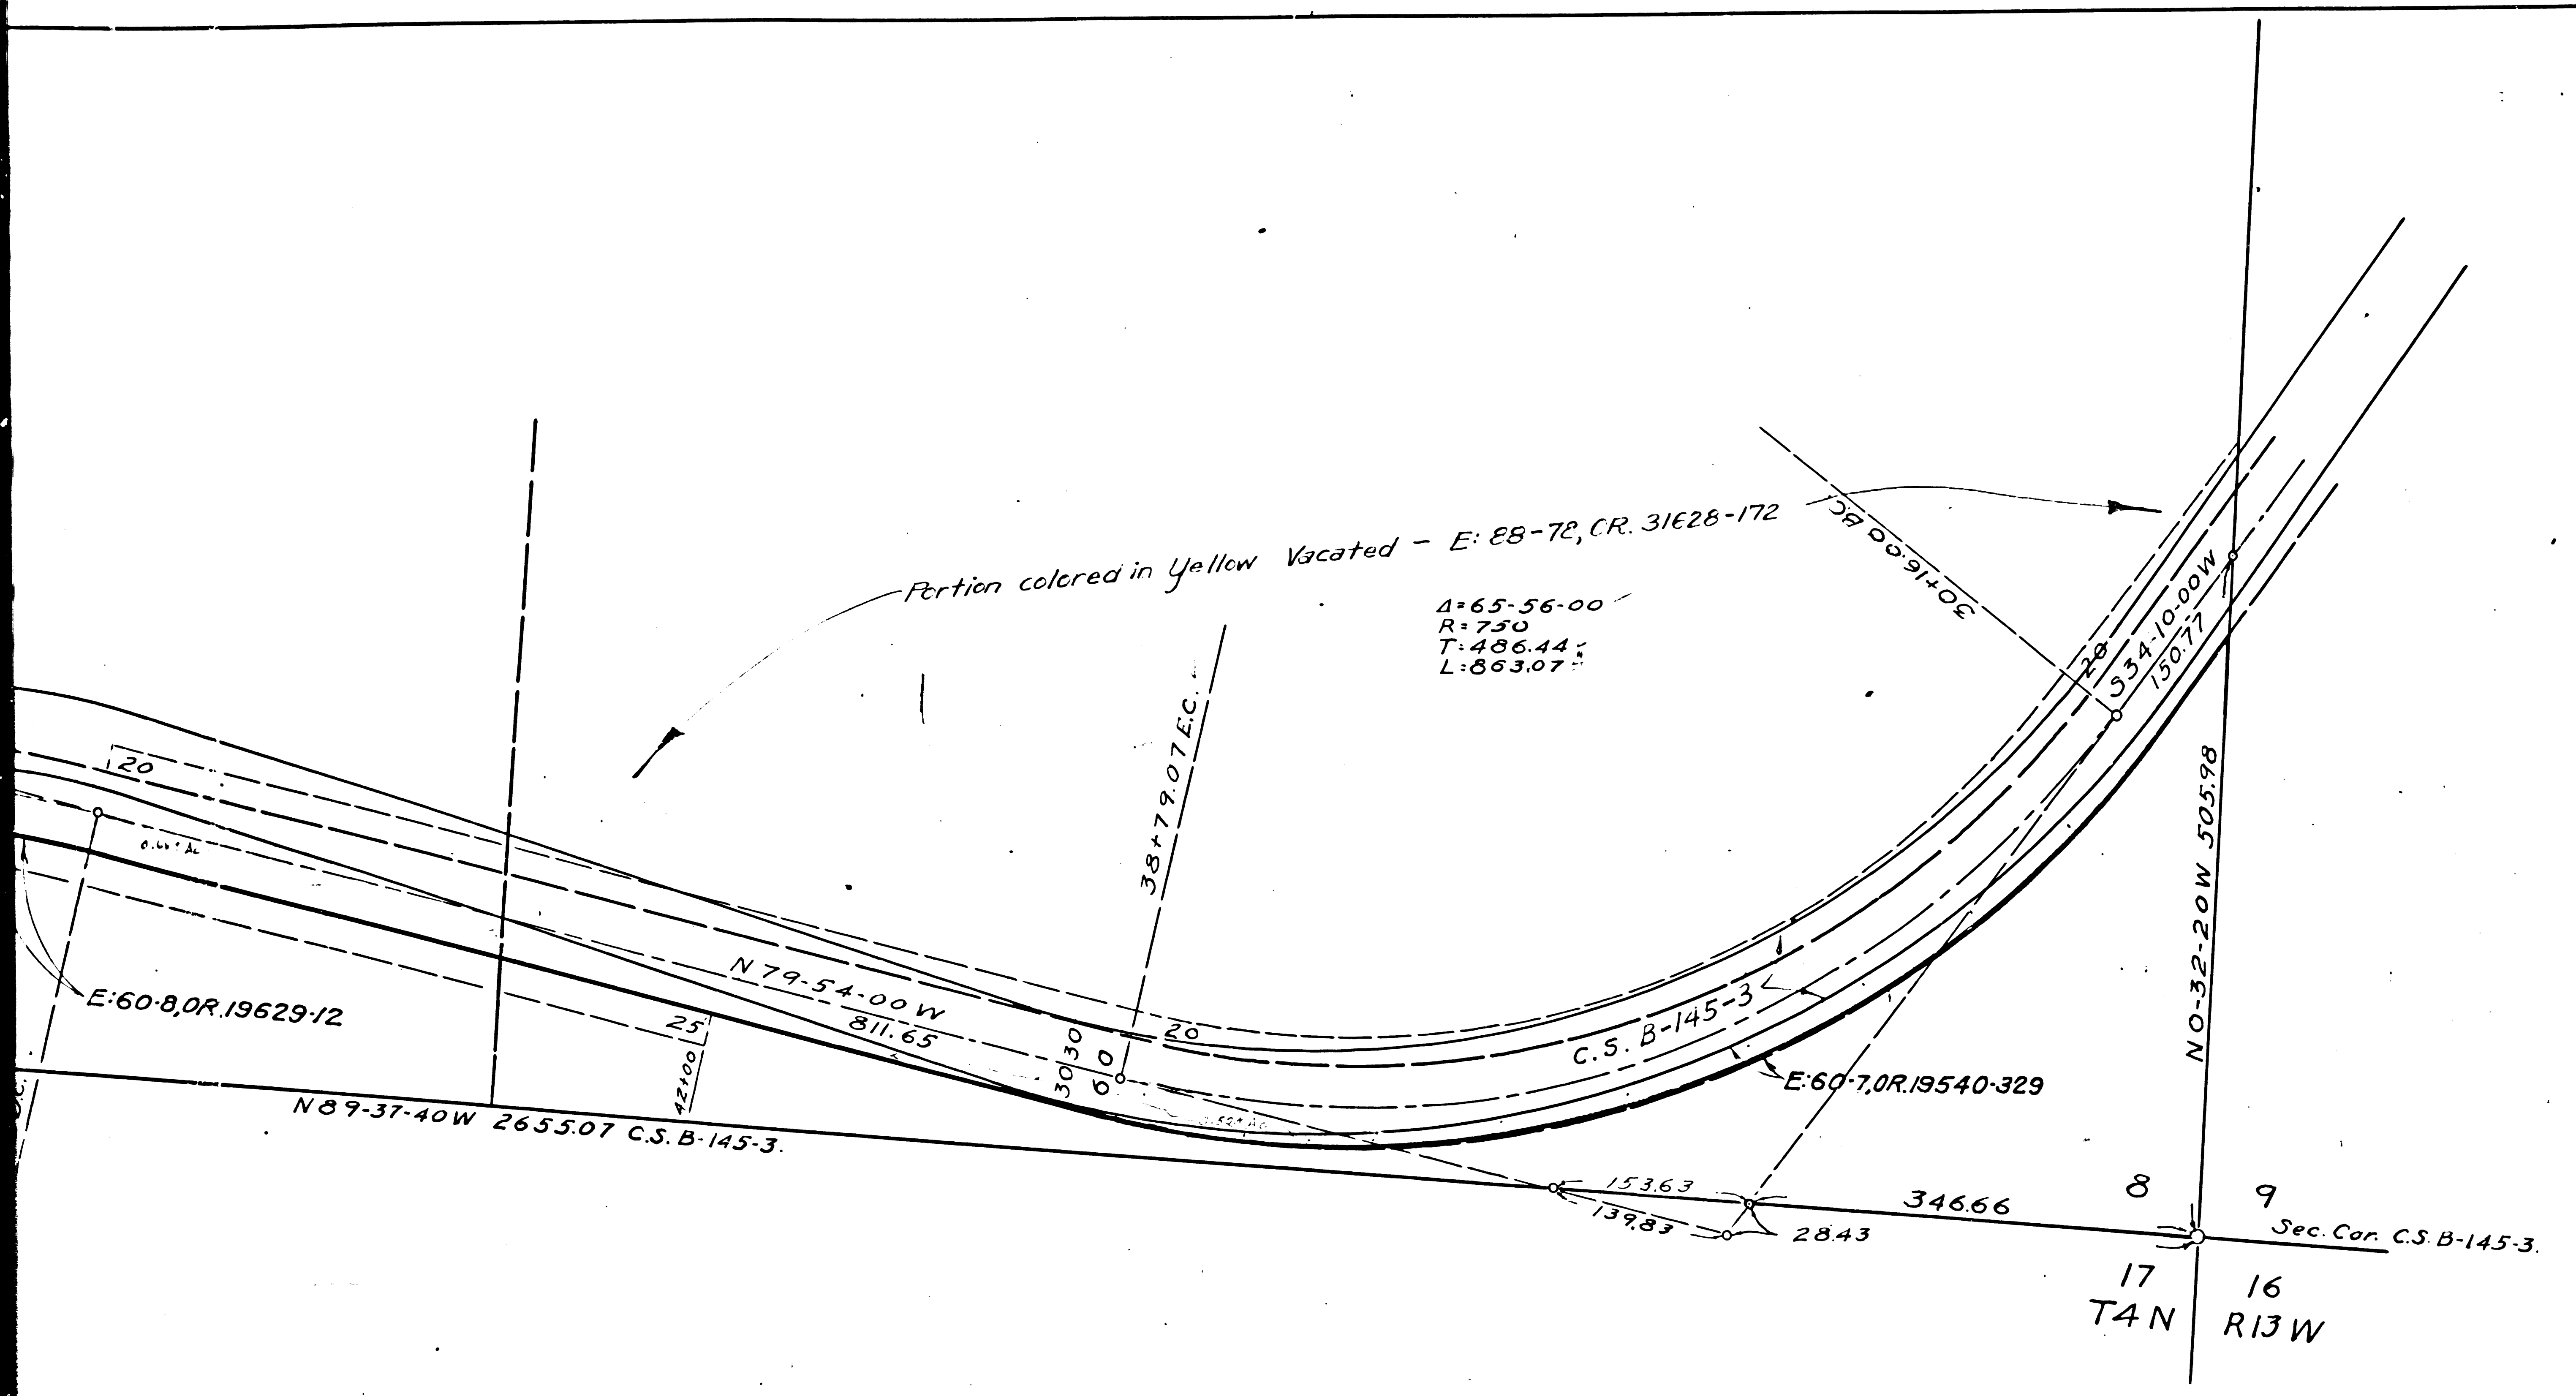 Portion colored in Yellow Vacated - E: 88-78, OR. 31628-172
Δ=65-56-00
R=750
T=486.44
L=863.07
30+16.00 B.C.
20
S34-10-00W
150.77
N0-32-20W 505.98
38+79.07 E.C.
20
N 79-54-00 W
811.65
30 30
60
20
C.S. B-145-3
E:60-7,OR.19540-329
E:60-8,OR.19629-12
25
42+00
N89-37-40W 2655.07 C.S. B-145-3.
153.63
139.83
28.43
346.66
8
9
Sec. Cor. C.S. B-145-3.
17
16
T4N
R13W